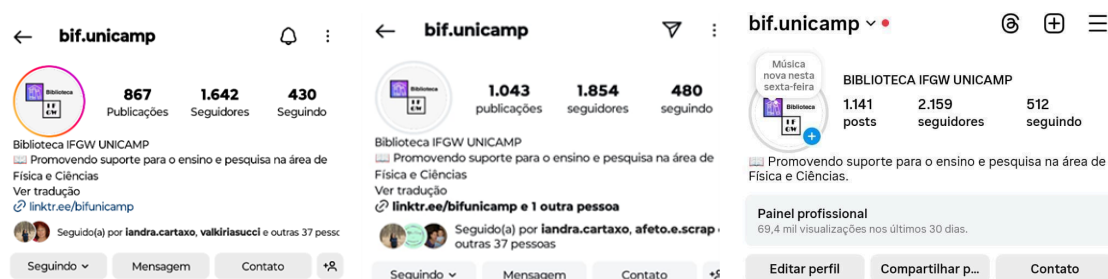 bif.unicamp
867
1.642
430
Publicações
Seguidores
Seguindo
Biblioteca
IF
GW
Biblioteca IFGW UNICAMP
📖 Promovendo suporte para o ensino e pesquisa na área de
Física e Ciências
Ver tradução
linktr.ee/bifunicamp
Seguido(a) por iandra.cartaxo, valkiriasucci e outras 37 pesso
Seguindo
Mensagem
Contato
bif.unicamp
1.043
1.854
480
publicações
seguidores
seguindo
Biblioteca
IF
GW
Biblioteca IFGW UNICAMP
📖 Promovendo suporte para o ensino e pesquisa na área de
Física e Ciências
Ver tradução
linktr.ee/bifunicamp e 1 outra pessoa
Seguido(a) por iandra.cartaxo, afeto.e.scrap
outras 37 pessoas
Seguindo
Mensagem
Contato
bif.unicamp
Música
nova nesta
sexta-feira
Biblioteca
IF
GW
BIBLIOTECA IFGW UNICAMP
1.141
2.159
512
posts
seguidores
seguindo
📖 Promovendo suporte para o ensino e pesquisa na área de
Física e Ciências.
Painel profissional
69,4 mil visualizações nos últimos 30 dias.
Editar perfil
Compartilhar p...
Contato